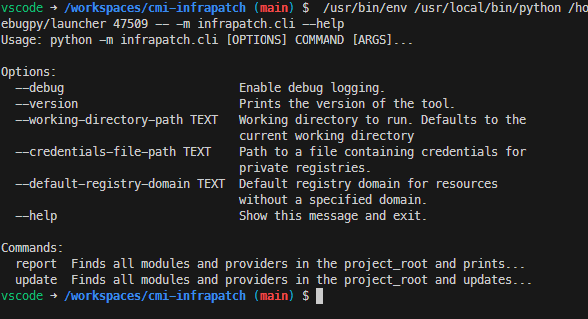 vscode ➜ /workspaces/cmi-infrapatch (main) $  /usr/bin/env /usr/local/bin/python /ho
ebugpy/launcher 47509 -- -m infrapatch.cli --help
Usage: python -m infrapatch.cli [OPTIONS] COMMAND [ARGS]...

Options:
  --debug                         Enable debug logging.
  --version                       Prints the version of the tool.
  --working-directory-path TEXT   Working directory to run. Defaults to the
                                  current working directory
  --credentials-file-path TEXT    Path to a file containing credentials for
                                  private registries.
  --default-registry-domain TEXT  Default registry domain for resources
                                  without a specified domain.
  --help                          Show this message and exit.

Commands:
  report  Finds all modules and providers in the project_root and prints...
  update  Finds all modules and providers in the project_root and updates...
vscode ➜ /workspaces/cmi-infrapatch (main) $